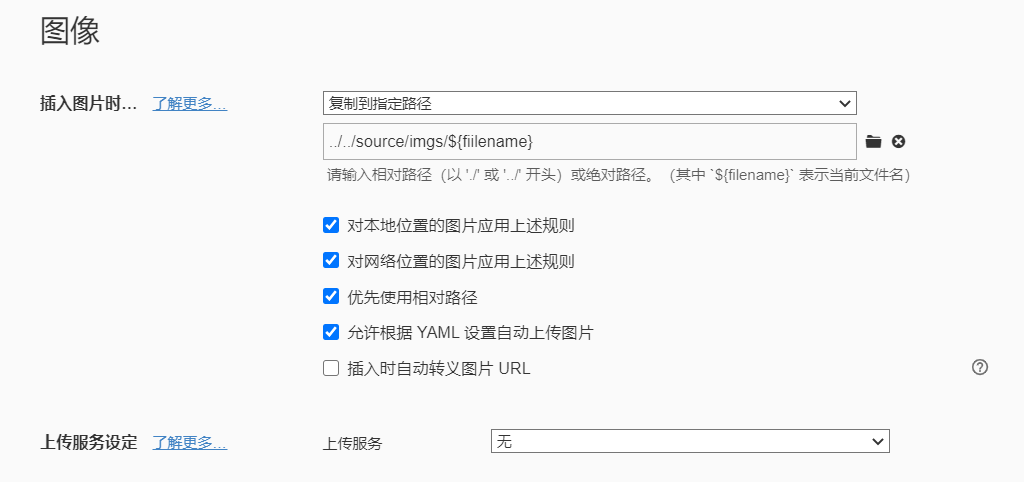 图像
插入图片时... 了解更多... 复制到指定路径
../../source/imgs/${fiilename}
请输入相对路径（以 './' 或 '../' 开头）或绝对路径。（其中 `${filename}` 表示当前文件名）
对本地位置的图片应用上述规则
对网络位置的图片应用上述规则
优先使用相对路径
允许根据 YAML 设置自动上传图片
插入时自动转义图片 URL
上传服务设定 了解更多... 上传服务 无